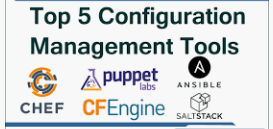 Top 5 Configuration
Management Tools
CHEF
puppet
labs
ANSIBLE
CFEngine
SALTSTACK